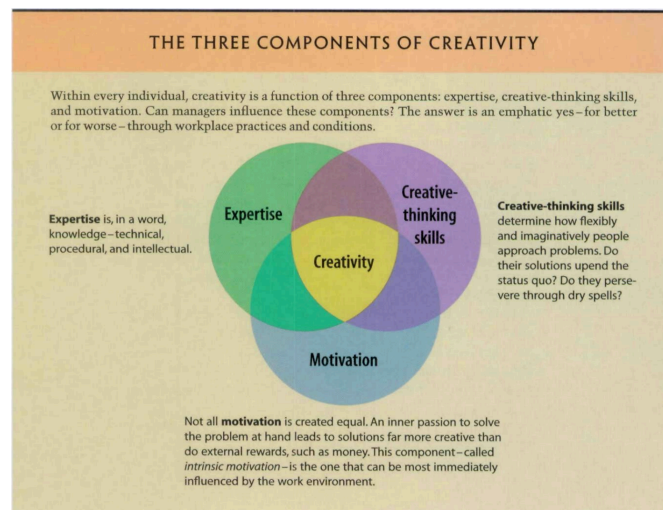 THE THREE COMPONENTS OF CREATIVITY
Within every individual, creativity is a function of three components: expertise, creative-thinking skills,
and motivation. Can managers influence these components? The answer is an emphatic yes–for better
or for worse–through workplace practices and conditions.
Expertise is, in a word,
knowledge–technical,
procedural, and intellectual.
Expertise
Creative-
thinking
skills
Creativity
Motivation
Creative-thinking skills
determine how flexibly
and imaginatively people
approach problems. Do
their solutions upend the
status quo? Do they perse-
vere through dry spells?
Not all motivation is created equal. An inner passion to solve
the problem at hand leads to solutions far more creative than
do external rewards, such as money. This component–called
intrinsic motivation–is the one that can be most immediately
influenced by the work environment.